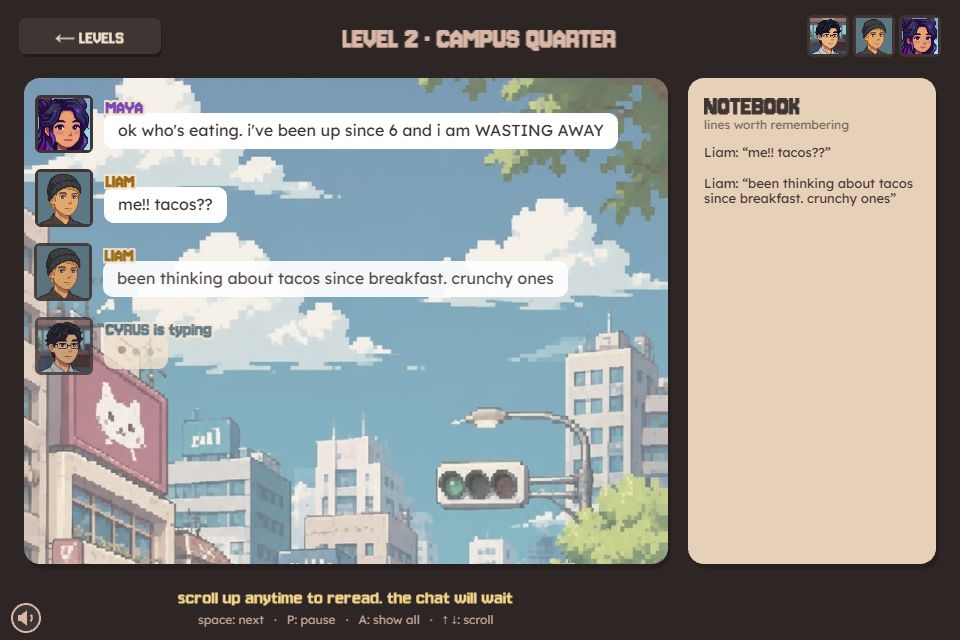 ← LEVELS
LEVEL 2 · CAMPUS QUARTER
MAYA
ok who's eating. i've been up since 6 and i am WASTING AWAY
LIAM
me!! tacos??
LIAM
been thinking about tacos since breakfast. crunchy ones
CYRUS is typing
NOTEBOOK
lines worth remembering
Liam: “me!! tacos??”
Liam: “been thinking about tacos
since breakfast. crunchy ones”
scroll up anytime to reread. the chat will wait
space: next · P: pause · A: show all · ↑↓: scroll